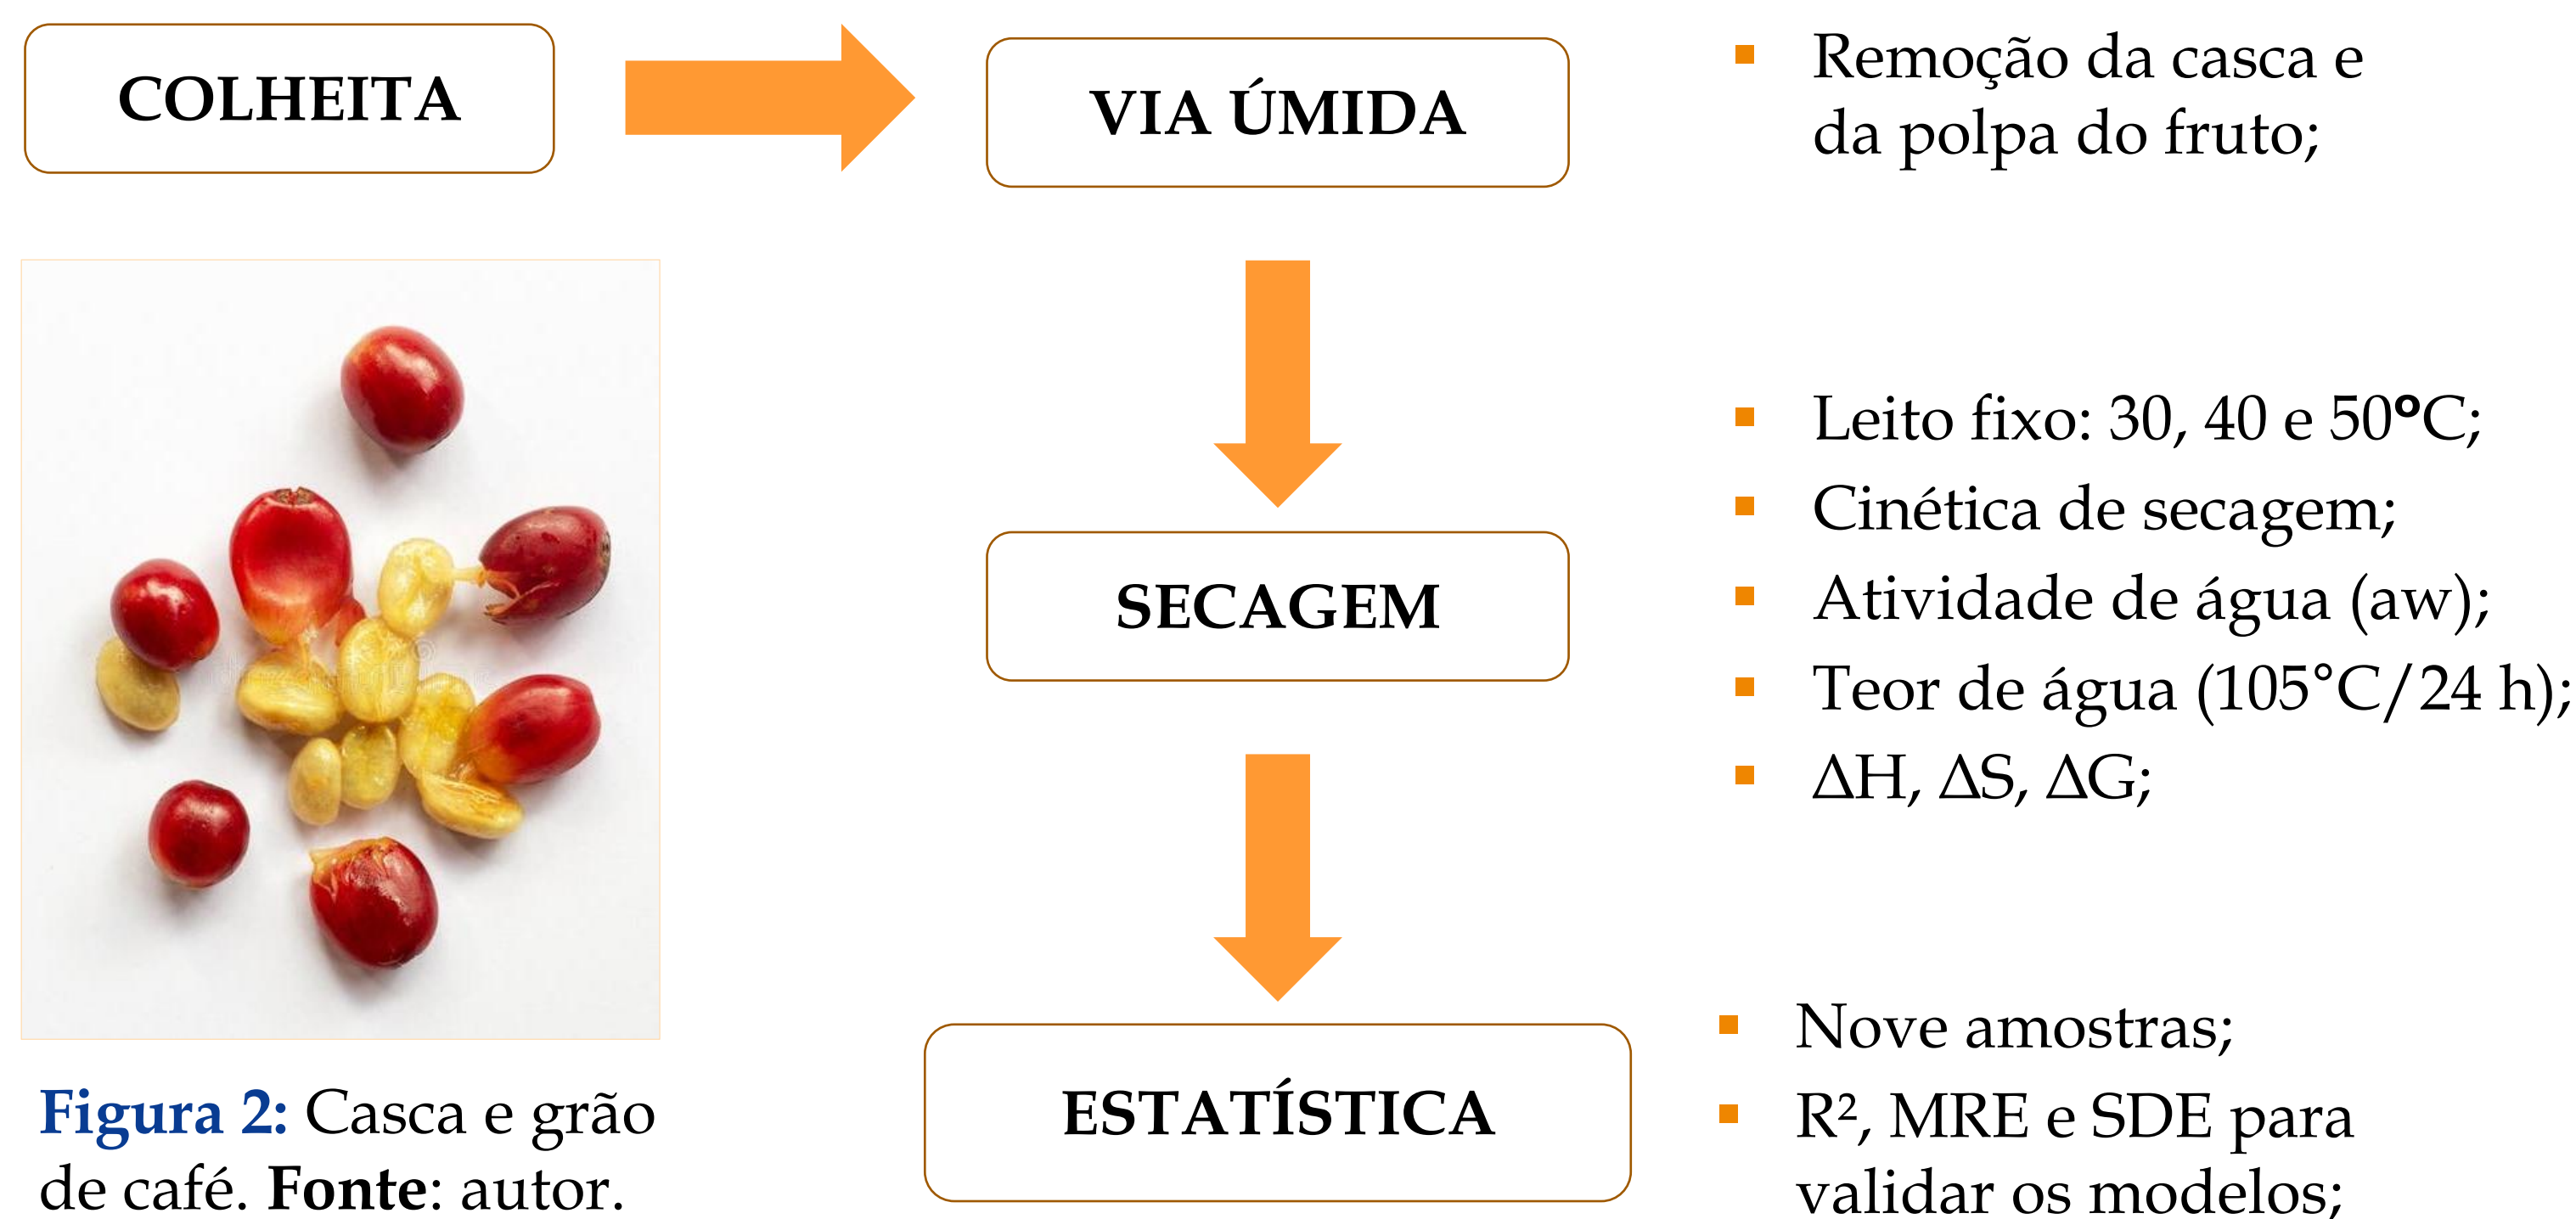 COLHEITA
VIA ÚMIDA
Remoção da casca e
da polpa do fruto;
SECAGEM
Leito fixo: 30, 40 e 50ºC;
Cinética de secagem;
Atividade de água (aw);
Teor de água (105°C/24 h);
ΔH, ΔS, ΔG;
ESTATÍSTICA
Nove amostras;
R², MRE e SDE para
validar os modelos;
Figura 2: Casca e grão
de café. Fonte: autor.